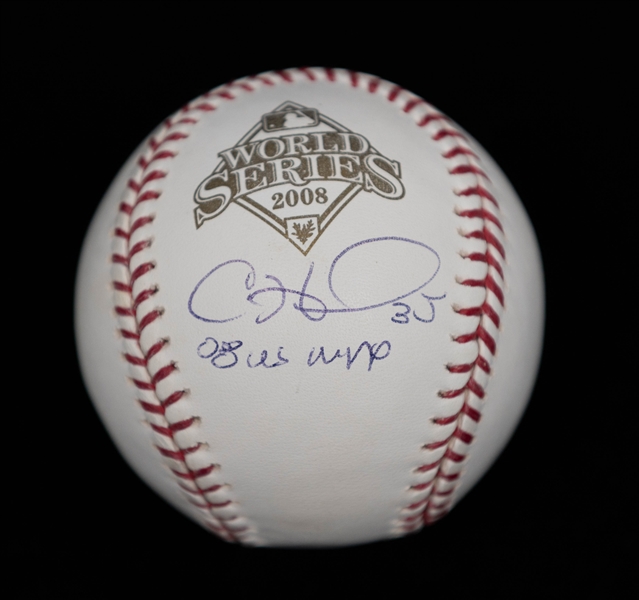 WORLD
SERIES
2008
C H 35
08 WS MVP